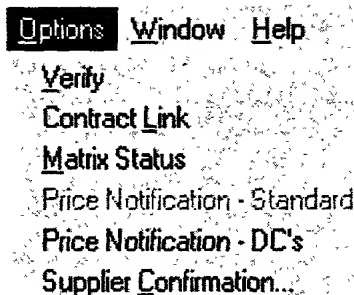 Options Window Help
Verify
Contract Link
Matrix Status
Price Notification - Standard
Price Notification - DC's
Supplier Confirmation...